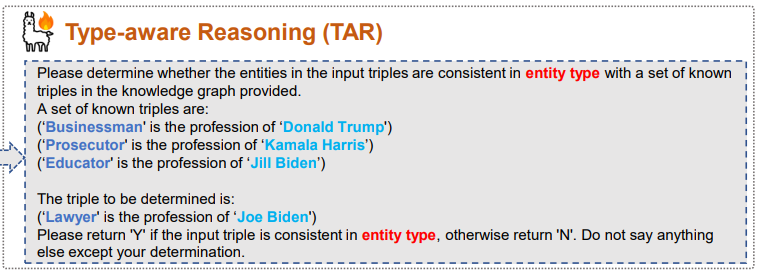 Type-aware Reasoning (TAR)
Please determine whether the entities in the input triples are consistent in entity type with a set of known
triples in the knowledge graph provided.
A set of known triples are:
(‘Businessman' is the profession of ‘Donald Trump')
(‘Prosecutor' is the profession of ‘Kamala Harris’)
(‘Educator' is the profession of ‘Jill Biden’)
The triple to be determined is:
(‘Lawyer' is the profession of ‘Joe Biden')
Please return 'Y' if the input triple is consistent in entity type, otherwise return 'N'. Do not say anything
else except your determination.